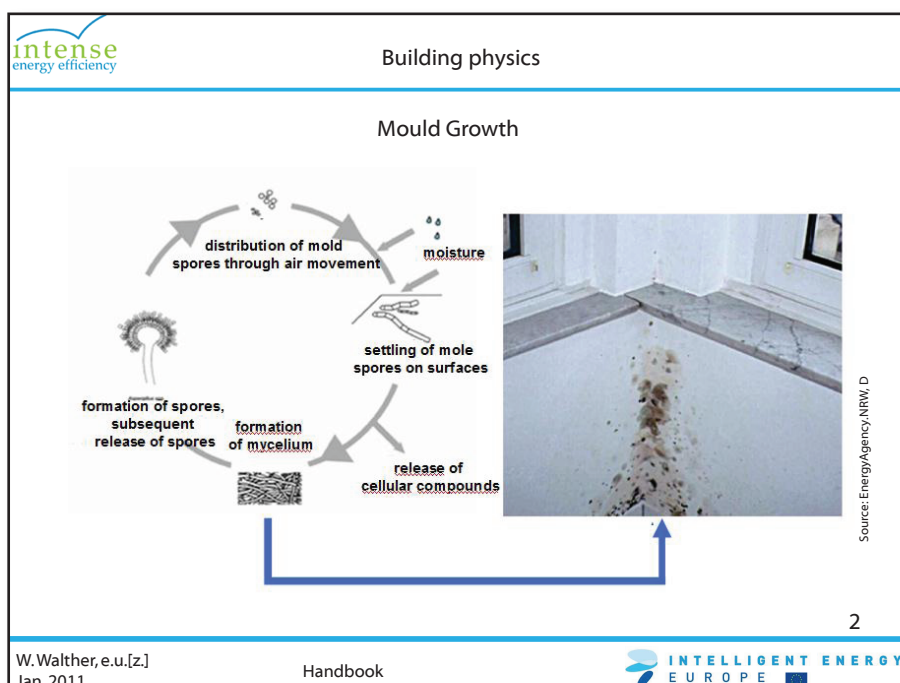 intense
energy efficiency
Building physics
Mould Growth
distribution of mold
spores through air movement
moisture
settling of mole
spores on surfaces
formation of spores,
subsequent
release of spores
formation
of mycelium
release of
cellular compounds
Source: EnergyAgency.NRW, D
2
W. Walther, e.u.[z.]
Jan. 2011
Handbook
INTELLIGENT ENERGY
EUROPE